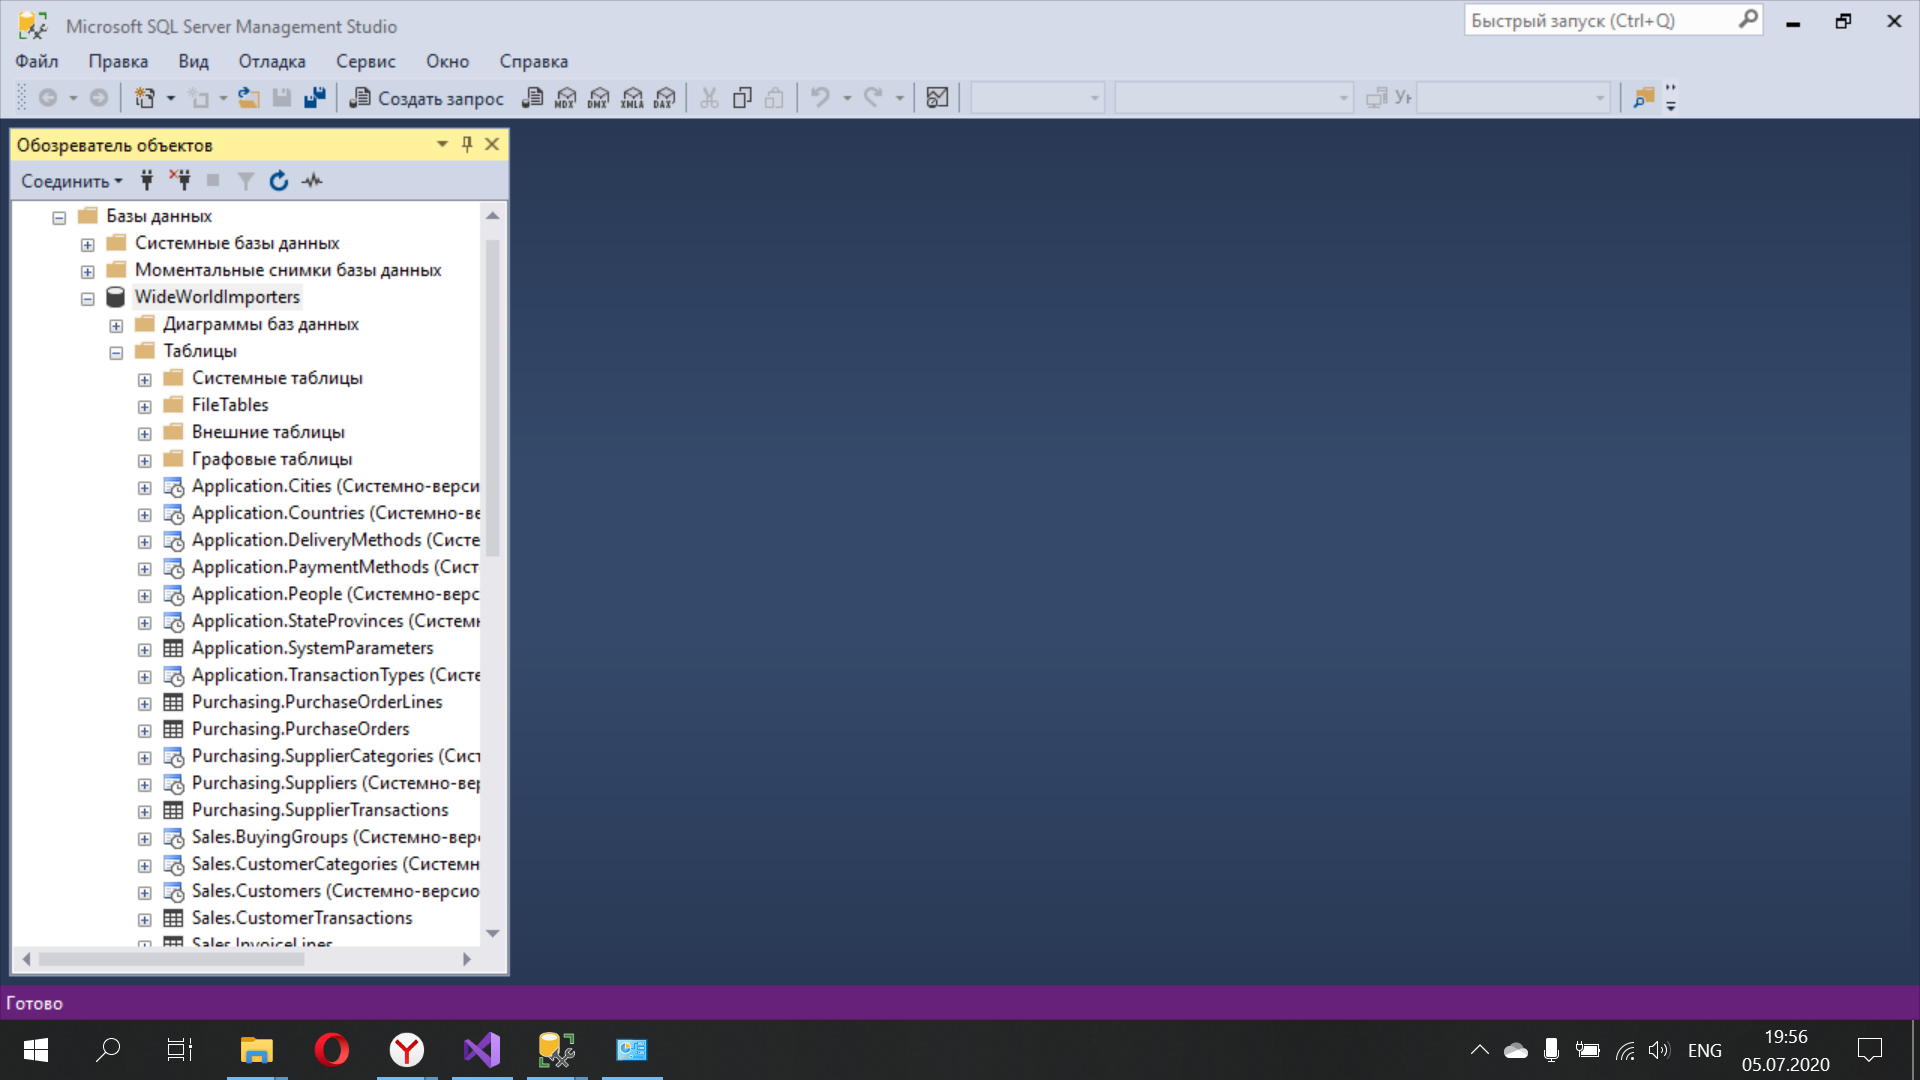 Microsoft SQL Server Management Studio
Быстрый запуск (Ctrl+Q)
Файл Правка Вид Отладка Сервис Окно Справка
Создать запрос MDX DMX XMLA DAX
Обозреватель объектов
Соединить
Базы данных
Системные базы данных
Моментальные снимки базы данных
WideWorldImporters
Диаграммы баз данных
Таблицы
Системные таблицы
FileTables
Внешние таблицы
Графовые таблицы
Application.Cities (Системно-верси
Application.Countries (Системно-ве
Application.DeliveryMethods (Систе
Application.PaymentMethods (Сист
Application.People (Системно-верс
Application.StateProvinces (Системн
Application.SystemParameters
Application.TransactionTypes (Систе
Purchasing.PurchaseOrderLines
Purchasing.PurchaseOrders
Purchasing.SupplierCategories (Сист
Purchasing.Suppliers (Системно-вер
Purchasing.SupplierTransactions
Sales.BuyingGroups (Системно-верс
Sales.CustomerCategories (Системн
Sales.Customers (Системно-версио
Sales.CustomerTransactions
Sales.InvoiceLines
Готово
ENG
19:56
05.07.2020